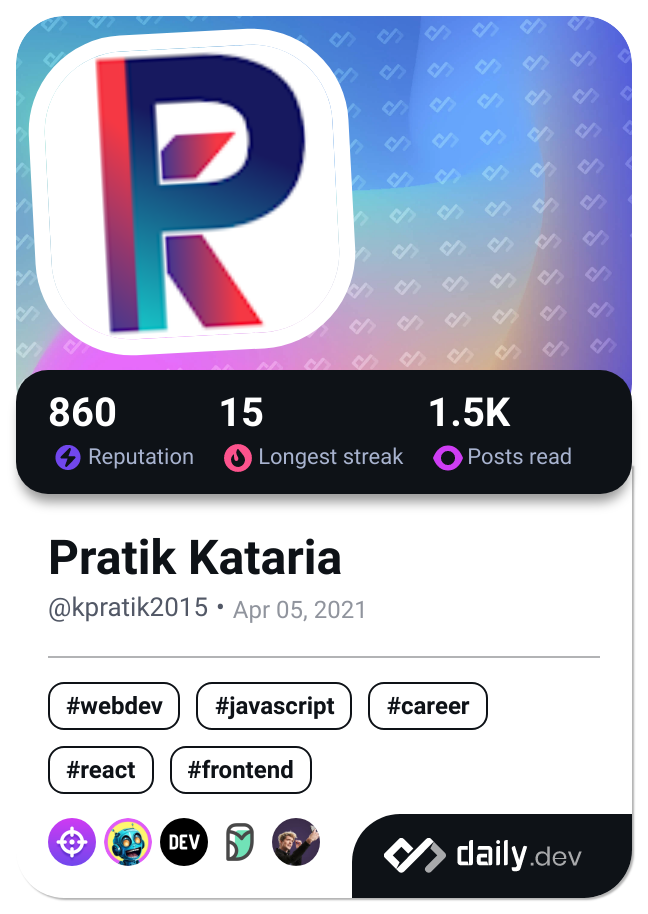 860 15 1.5K
Reputation Longest streak Posts read
Pratik Kataria
@kpratik2015 • Apr 05, 2021
#webdev #javascript #career
#react #frontend
DEV
daily.dev